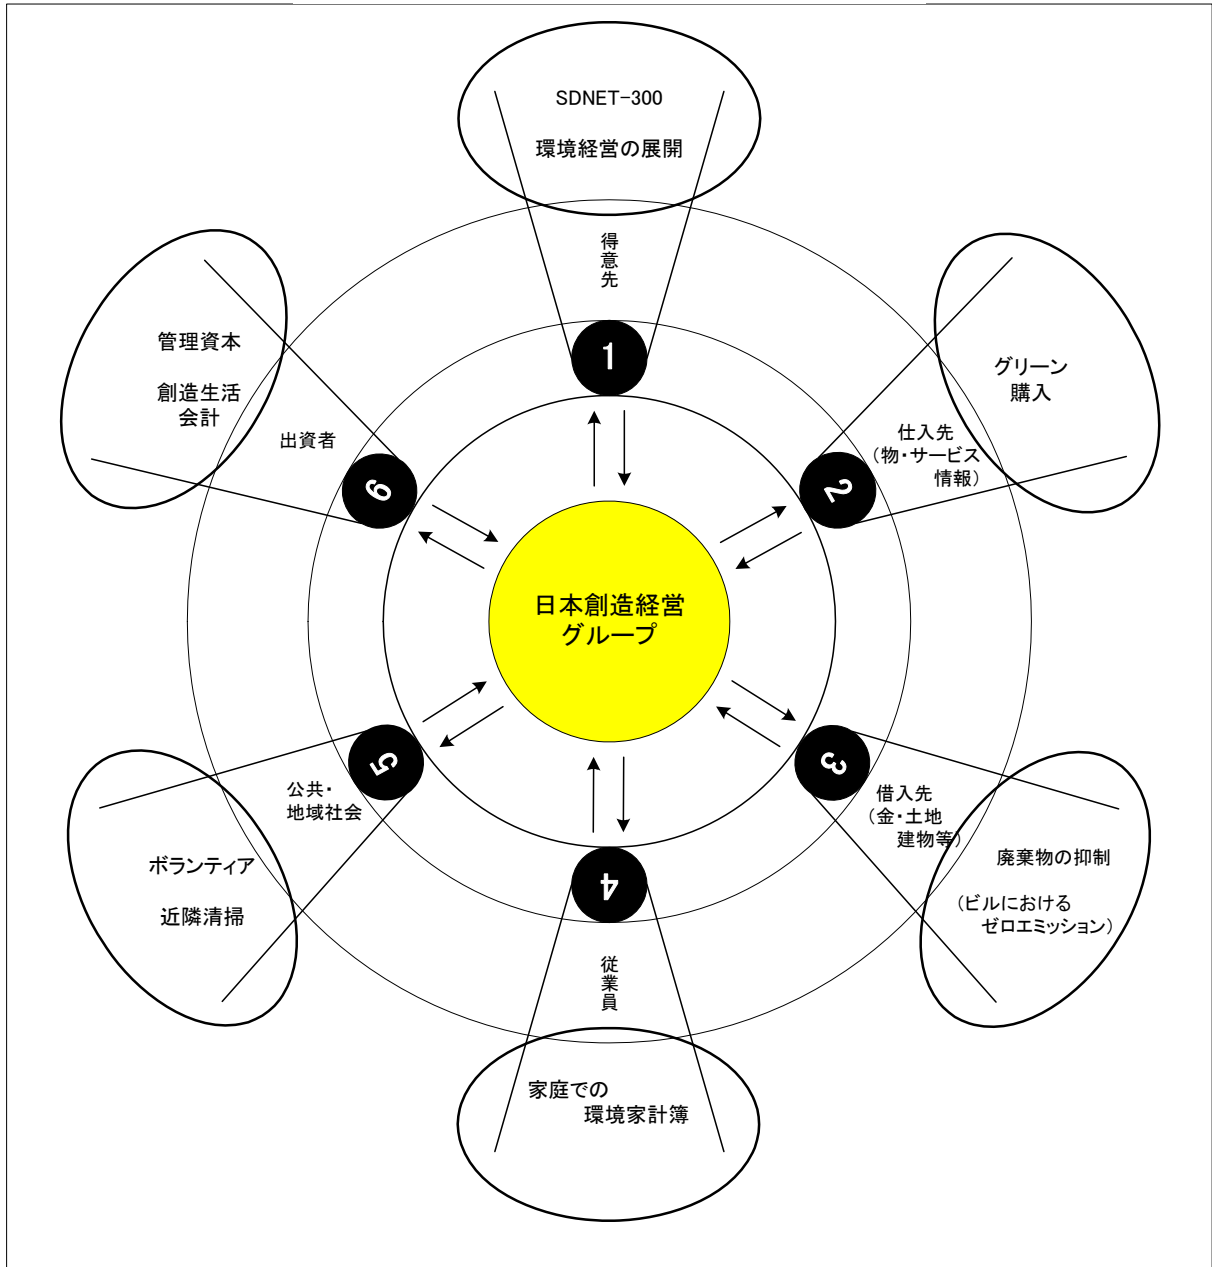 SDNET-300
環境経営の展開
得意先
1
グリーン
購入
仕入先
(物・サービス
情報)
2
日本創造経営
グループ
3
借入先
(金・土地
建物等)
廃棄物の抑制
(ビルにおける
ゼロエミッション)
4
従業員
家庭での
環境家計簿
5
公共・
地域社会
ボランティア
近隣清掃
6
出資者
管理資本
創造生活
会計